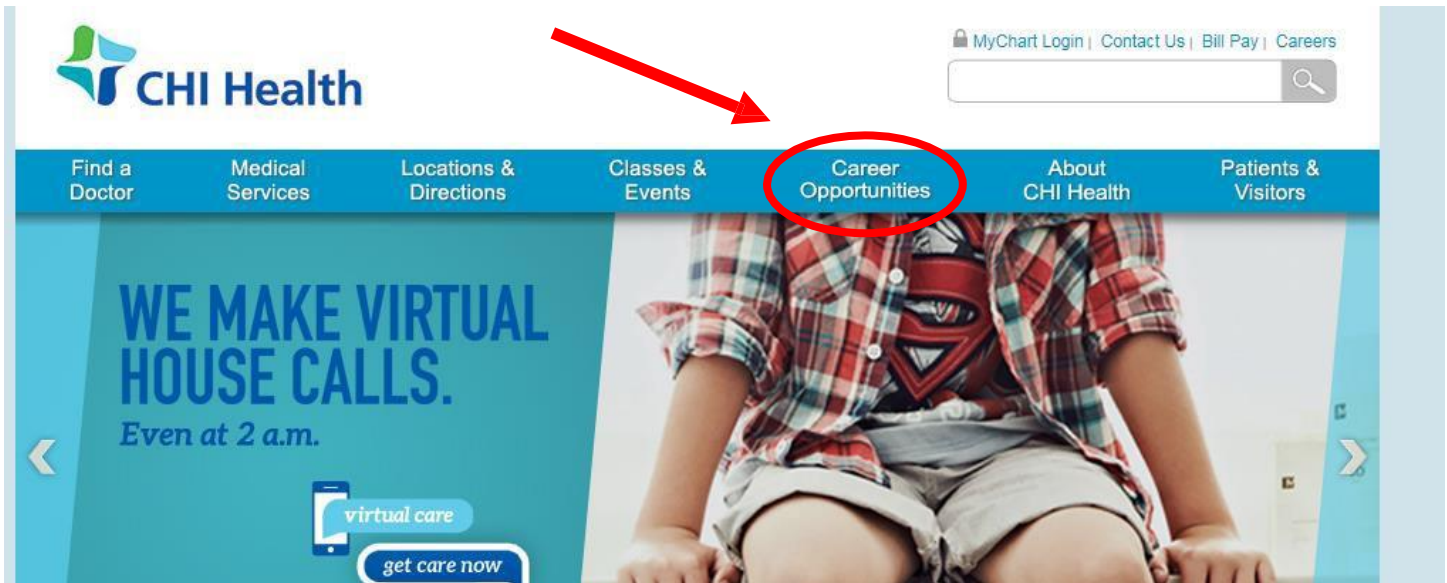 CHI Health
MyChart Login | Contact Us | Bill Pay | Careers
Find a
Doctor
Medical
Services
Locations &
Directions
Classes &
Events
Career
Opportunities
About
CHI Health
Patients &
Visitors
WE MAKE VIRTUAL
HOUSE CALLS.
Even at 2 a.m.
virtual care
get care now